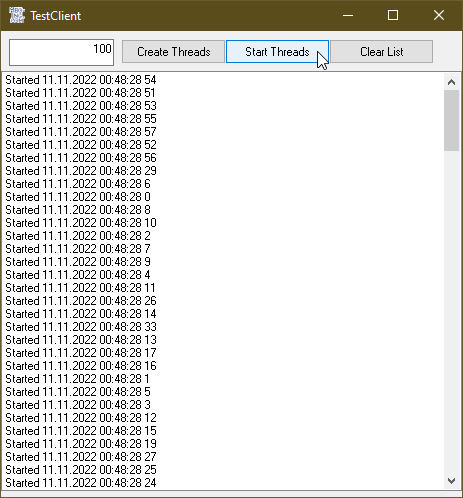 TestClient
100 Create Threads Start Threads Clear List
Started 11.11.2022 00:48:28 54
Started 11.11.2022 00:48:28 51
Started 11.11.2022 00:48:28 53
Started 11.11.2022 00:48:28 55
Started 11.11.2022 00:48:28 57
Started 11.11.2022 00:48:28 52
Started 11.11.2022 00:48:28 56
Started 11.11.2022 00:48:28 29
Started 11.11.2022 00:48:28 6
Started 11.11.2022 00:48:28 0
Started 11.11.2022 00:48:28 8
Started 11.11.2022 00:48:28 10
Started 11.11.2022 00:48:28 2
Started 11.11.2022 00:48:28 7
Started 11.11.2022 00:48:28 9
Started 11.11.2022 00:48:28 4
Started 11.11.2022 00:48:28 11
Started 11.11.2022 00:48:28 26
Started 11.11.2022 00:48:28 14
Started 11.11.2022 00:48:28 33
Started 11.11.2022 00:48:28 13
Started 11.11.2022 00:48:28 17
Started 11.11.2022 00:48:28 16
Started 11.11.2022 00:48:28 1
Started 11.11.2022 00:48:28 5
Started 11.11.2022 00:48:28 3
Started 11.11.2022 00:48:28 12
Started 11.11.2022 00:48:28 15
Started 11.11.2022 00:48:28 19
Started 11.11.2022 00:48:28 27
Started 11.11.2022 00:48:28 25
Started 11.11.2022 00:48:28 24